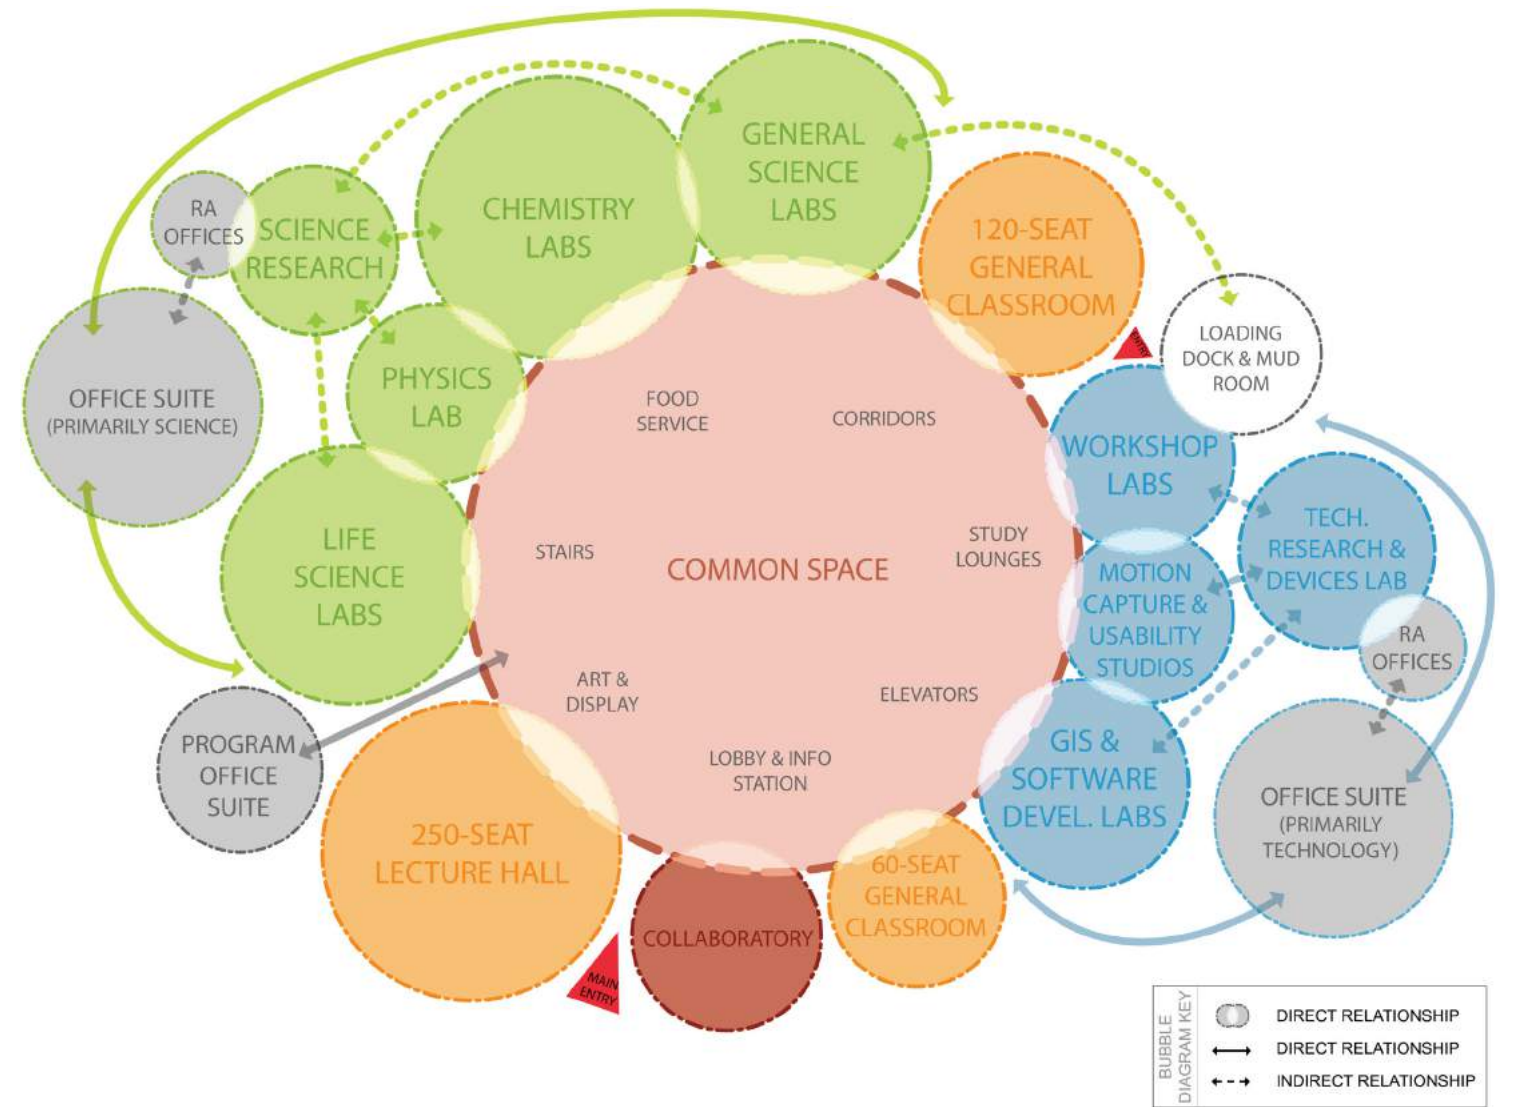 GENERAL
SCIENCE
LABS
CHEMISTRY
LABS
RA
OFFICES
SCIENCE
RESEARCH
120-SEAT
GENERAL
CLASSROOM
ENTRY
LOADING
DOCK & MUD
ROOM
OFFICE SUITE
(PRIMARILY SCIENCE)
PHYSICS
LAB
FOOD
SERVICE
CORRIDORS
WORKSHOP
LABS
LIFE
SCIENCE
LABS
STAIRS
COMMON SPACE
STUDY
LOUNGES
MOTION
CAPTURE &
USABILITY
STUDIOS
TECH.
RESEARCH &
DEVICES LAB
RA
OFFICES
ART &
DISPLAY
ELEVATORS
PROGRAM
OFFICE
SUITE
LOBBY & INFO
STATION
GIS &
SOFTWARE
DEVEL. LABS
OFFICE SUITE
(PRIMARILY
TECHNOLOGY)
250-SEAT
LECTURE HALL
60-SEAT
GENERAL
CLASSROOM
COLLABORATORY
MAIN
ENTRY
BUBBLE
DIAGRAM KEY
DIRECT RELATIONSHIP
DIRECT RELATIONSHIP
INDIRECT RELATIONSHIP